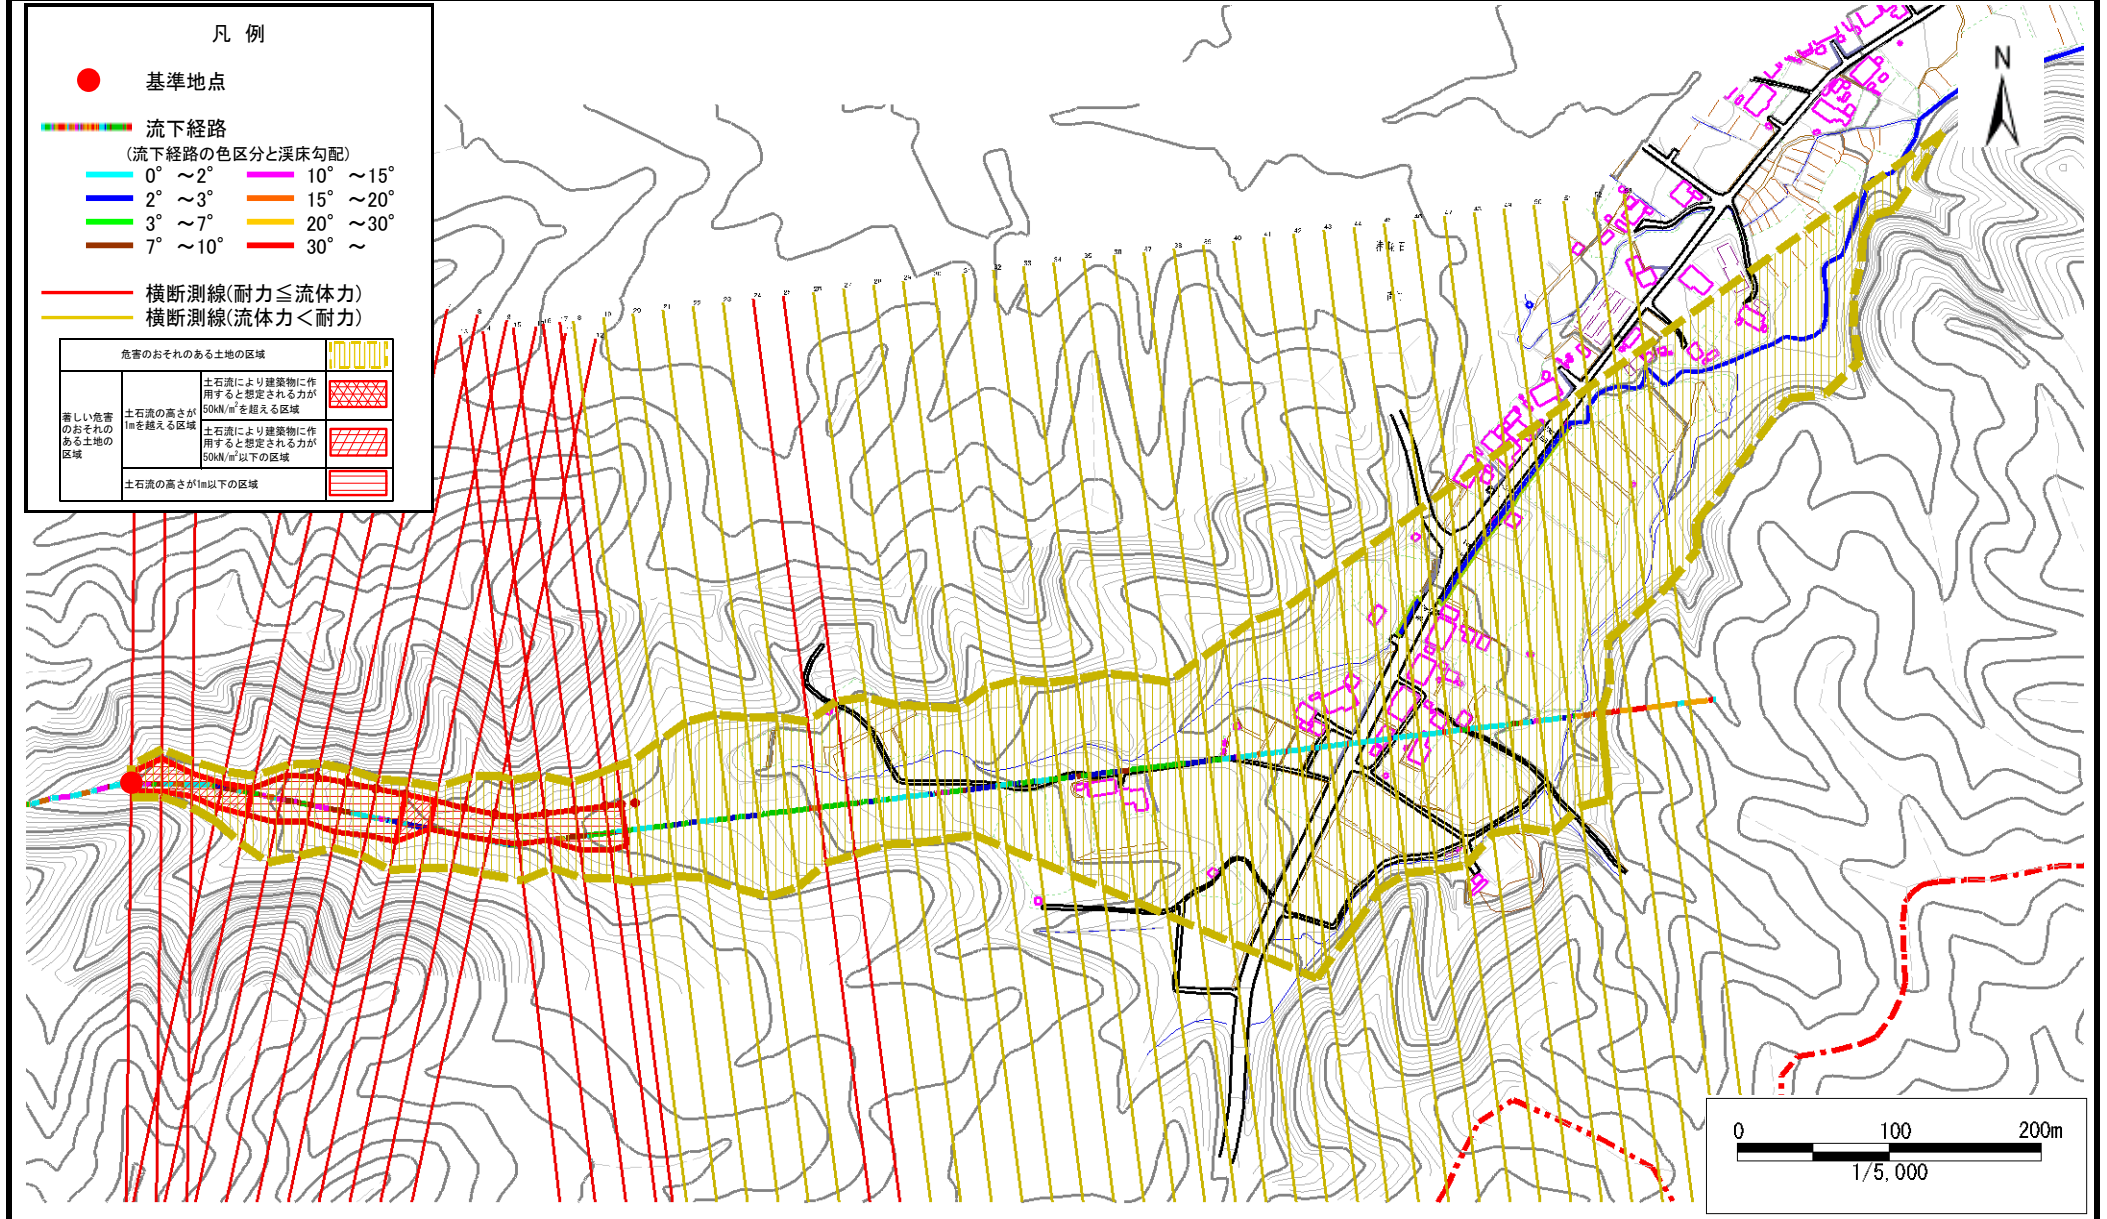 凡 例
基準地点
流下経路
(流下経路の色区分と渓床勾配)
0° ～2° 10° ～15°
2° ～3° 15° ～20°
3° ～7° 20° ～30°
7° ～10° 30° ～
横断測線(耐力≦流体力)
横断測線(流体力＜耐力)
危害のおそれのある土地の区域
著しい危害
のおそれの
ある土地の
区域
土石流の高さが
1mを越える区域
土石流により建築物に作
用すると想定される力が
50kN/m²を超える区域
土石流により建築物に作
用すると想定される力が
50kN/m²以下の区域
土石流の高さが1m以下の区域
N
0 100 200m
1/5,000